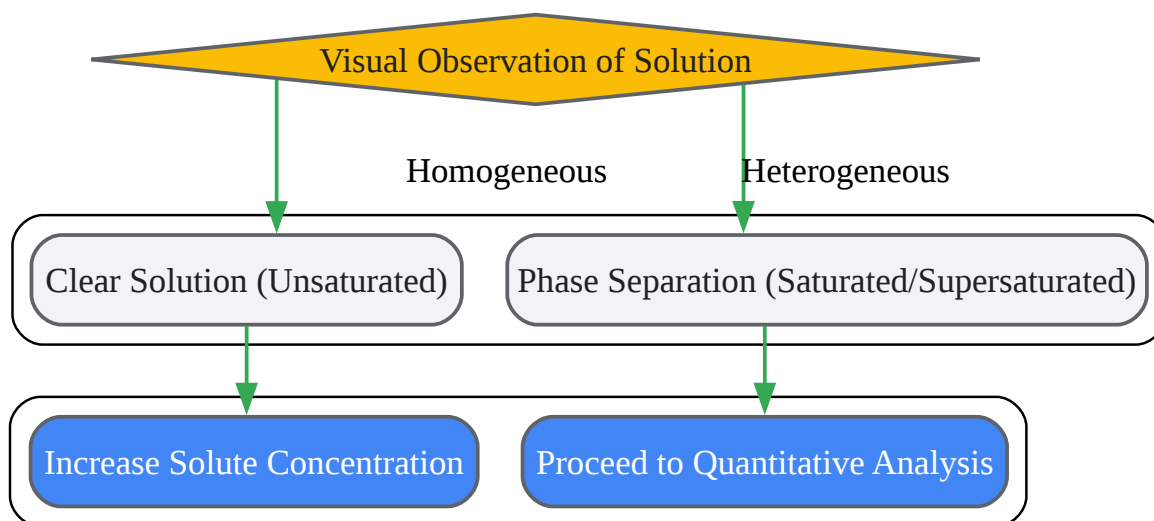 Visual Observation of Solution
Homogeneous
Heterogeneous
Clear Solution (Unsaturated)
Phase Separation (Saturated/Supersaturated)
Increase Solute Concentration
Proceed to Quantitative Analysis